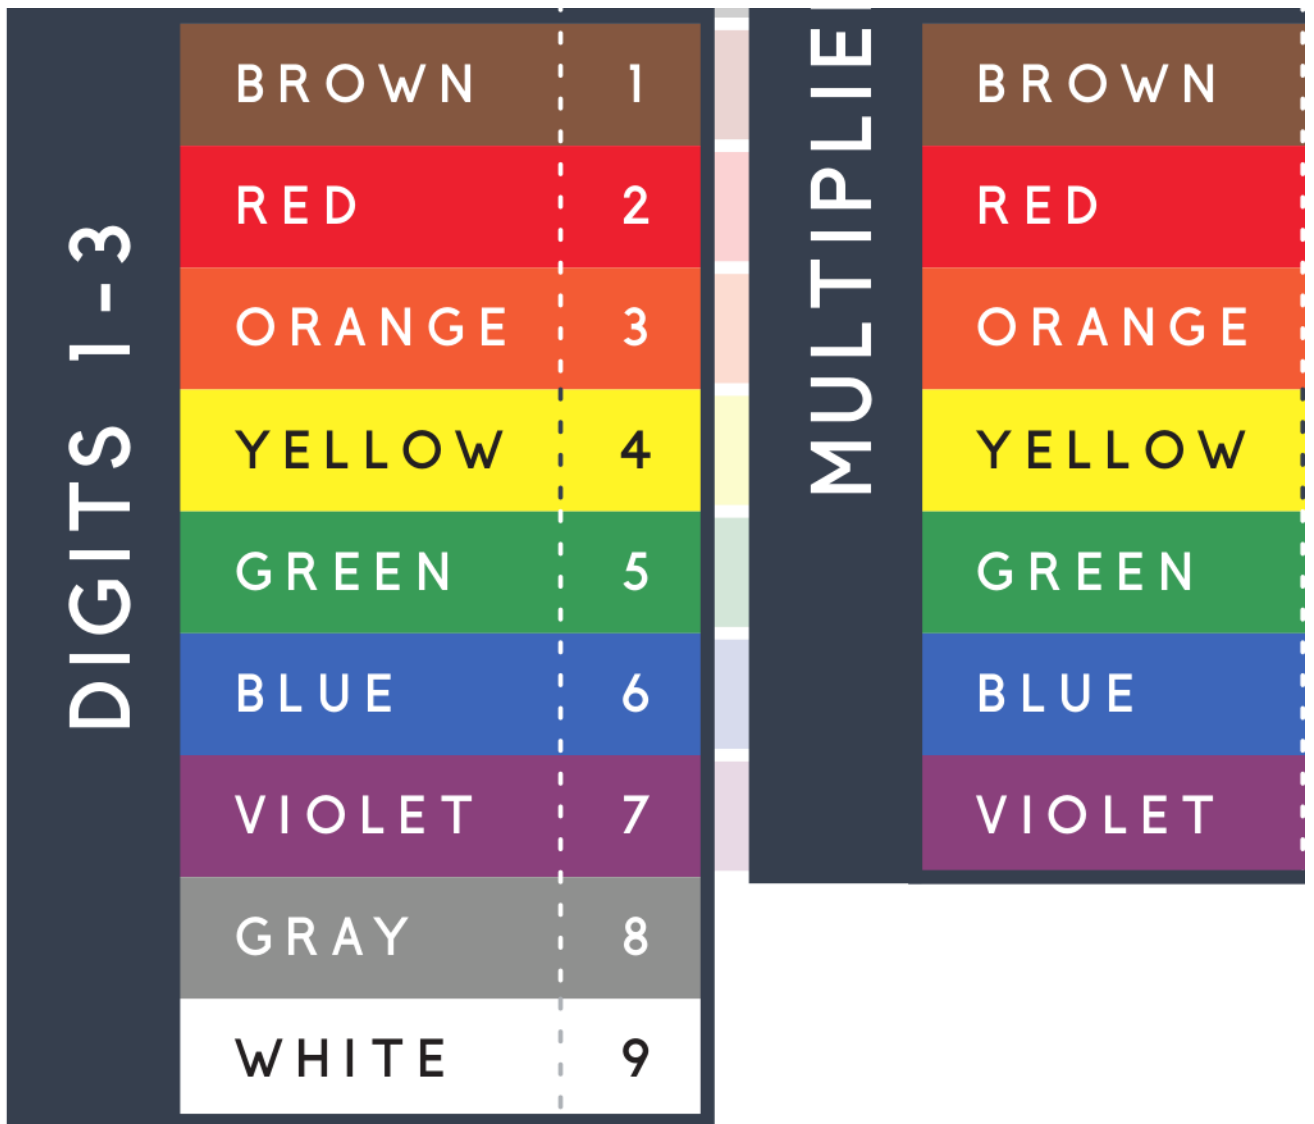 DIGITS 1-3
BROWN 1
RED 2
ORANGE 3
YELLOW 4
GREEN 5
BLUE 6
VIOLET 7
GRAY 8
WHITE 9
MULTIPLIE
BROWN
RED
ORANGE
YELLOW
GREEN
BLUE
VIOLET